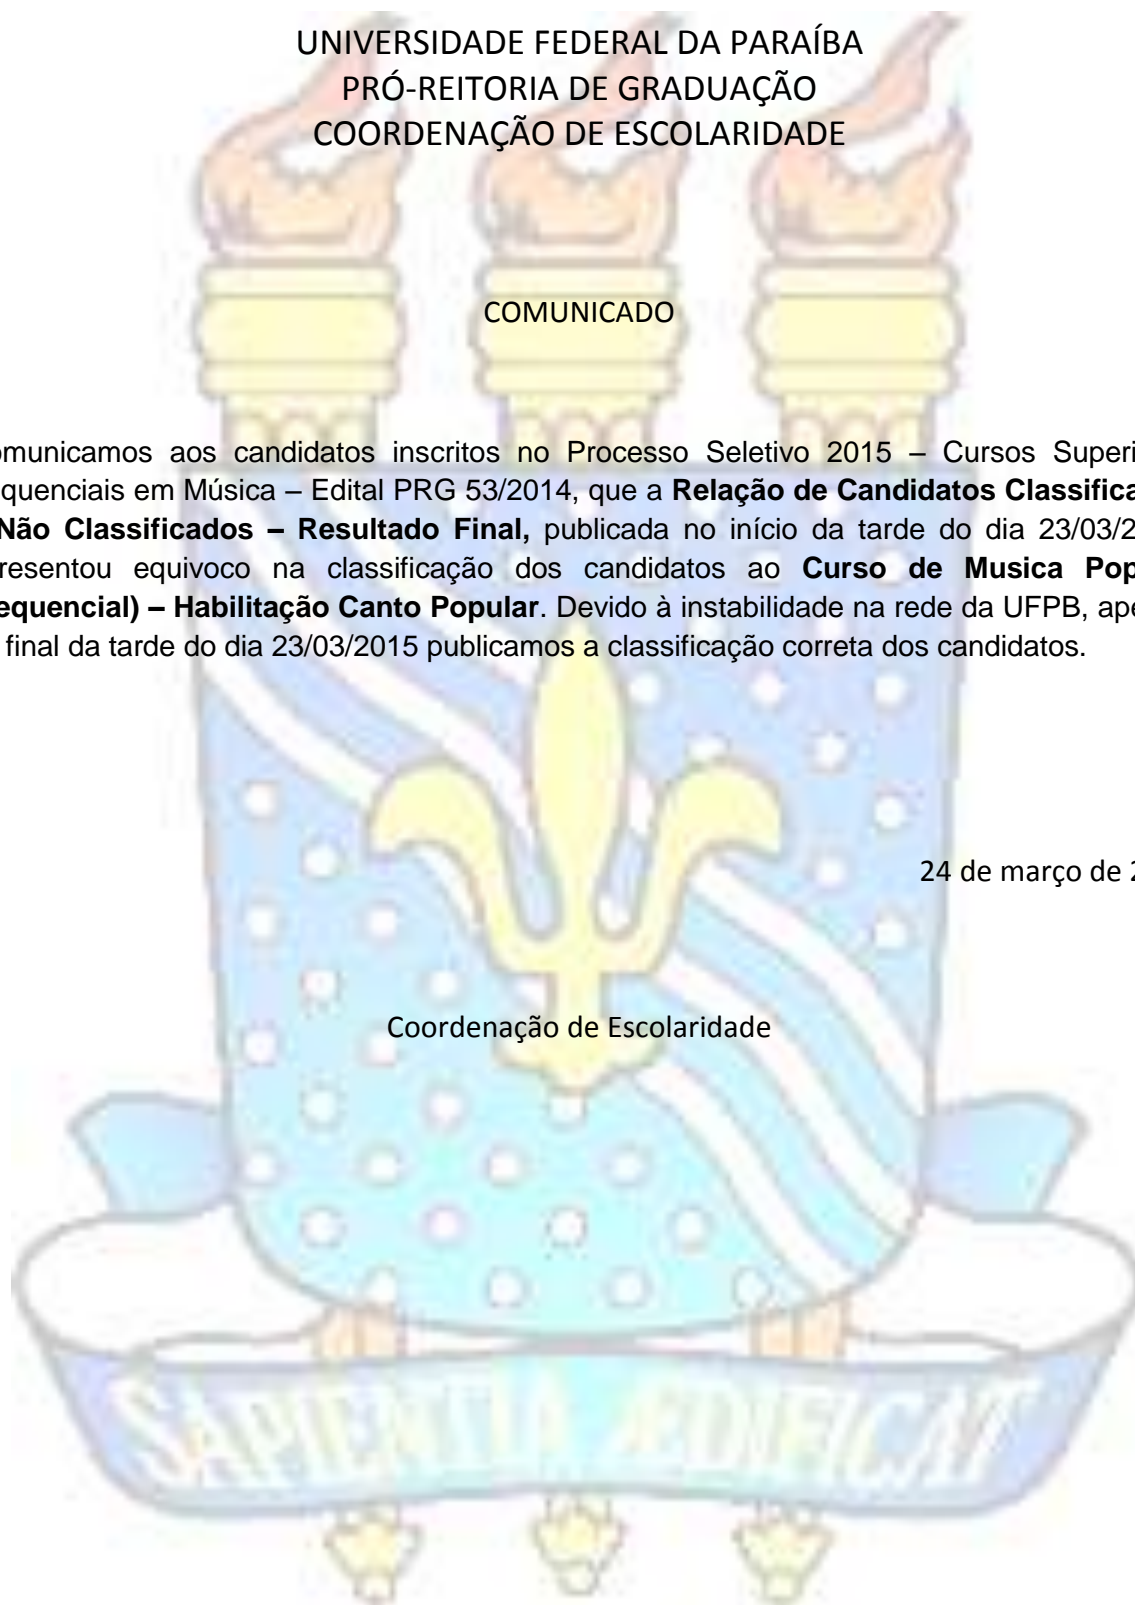 UNIVERSIDADE FEDERAL DA PARAÍBA
PRÓ-REITORIA DE GRADUAÇÃO
COORDENAÇÃO DE ESCOLARIDADE
COMUNICADO
omunicamos aos candidatos inscritos no Processo Seletivo 2015 – Cursos Superi
quenciais em Música – Edital PRG 53/2014, que a Relação de Candidatos Classifica
Não Classificados – Resultado Final, publicada no início da tarde do dia 23/03/2
resentou equivoco na classificação dos candidatos ao Curso de Musica Pop
equencial) – Habilitação Canto Popular. Devido à instabilidade na rede da UFPB, ape
final da tarde do dia 23/03/2015 publicamos a classificação correta dos candidatos.
24 de março de 2
Coordenação de Escolaridade
SAPIENTIA ÆDIFICAT